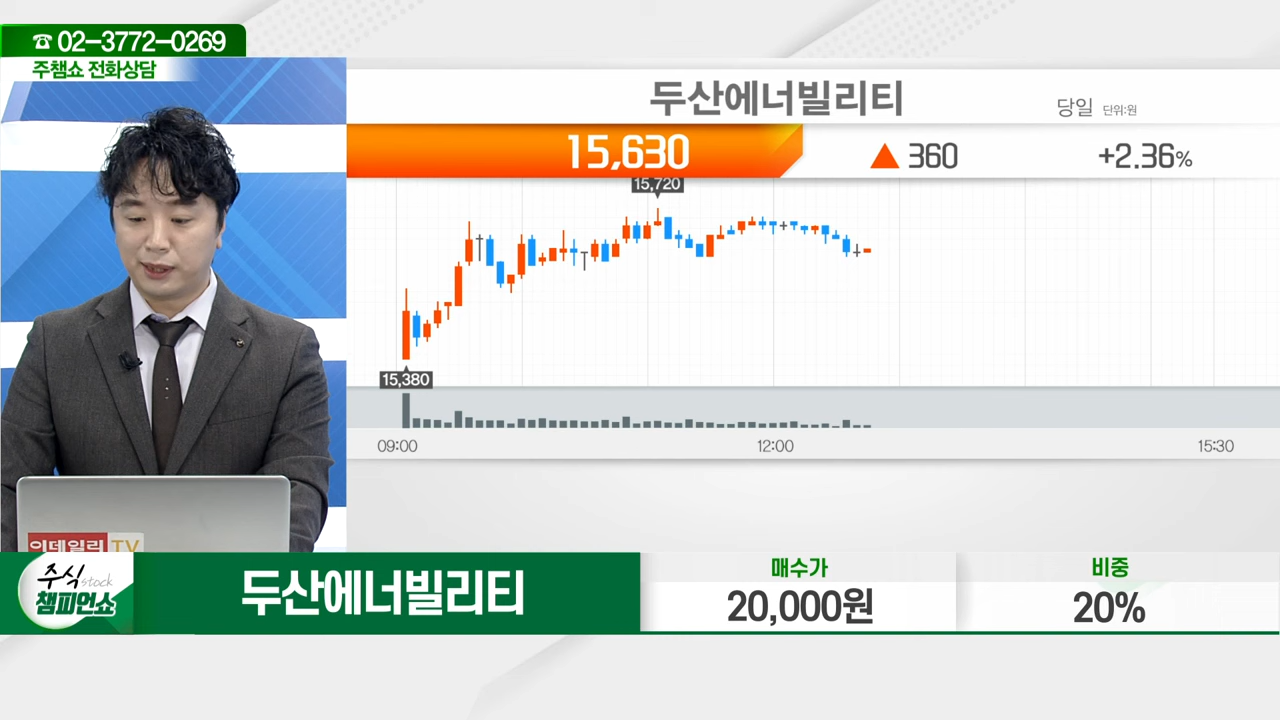 ☎ 02-3772-0269
주챔쇼 전화상담
두산에너빌리티
당일 단위:원
15,630 ▲ 360 +2.36%
15,720
15,380
09:00 12:00 15:30
이데일리 TV
주식 stock
챔피언쇼
두산에너빌리티
매수가 비중
20,000원 20%